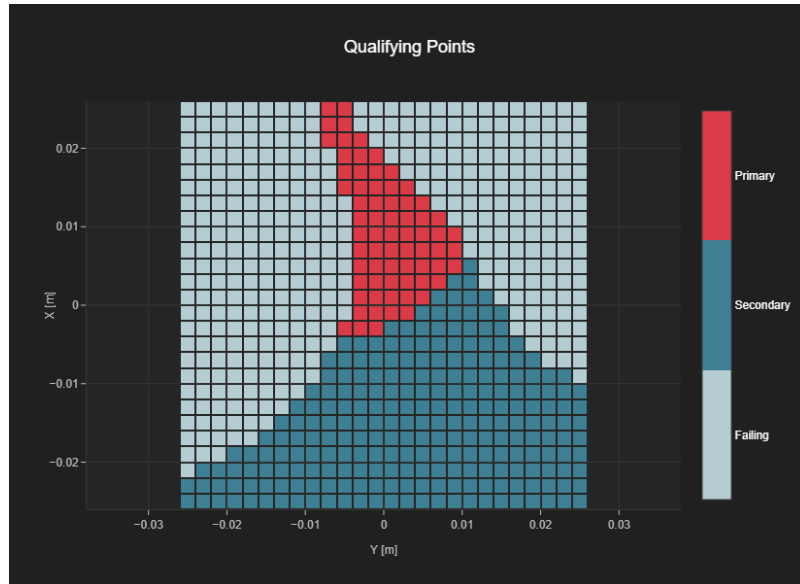 Qualifying Points
0.02
0.01
0
−0.01
−0.02
X [m]
−0.03 −0.02 −0.01 0 0.01 0.02 0.03
Y [m]
Primary
Secondary
Failing